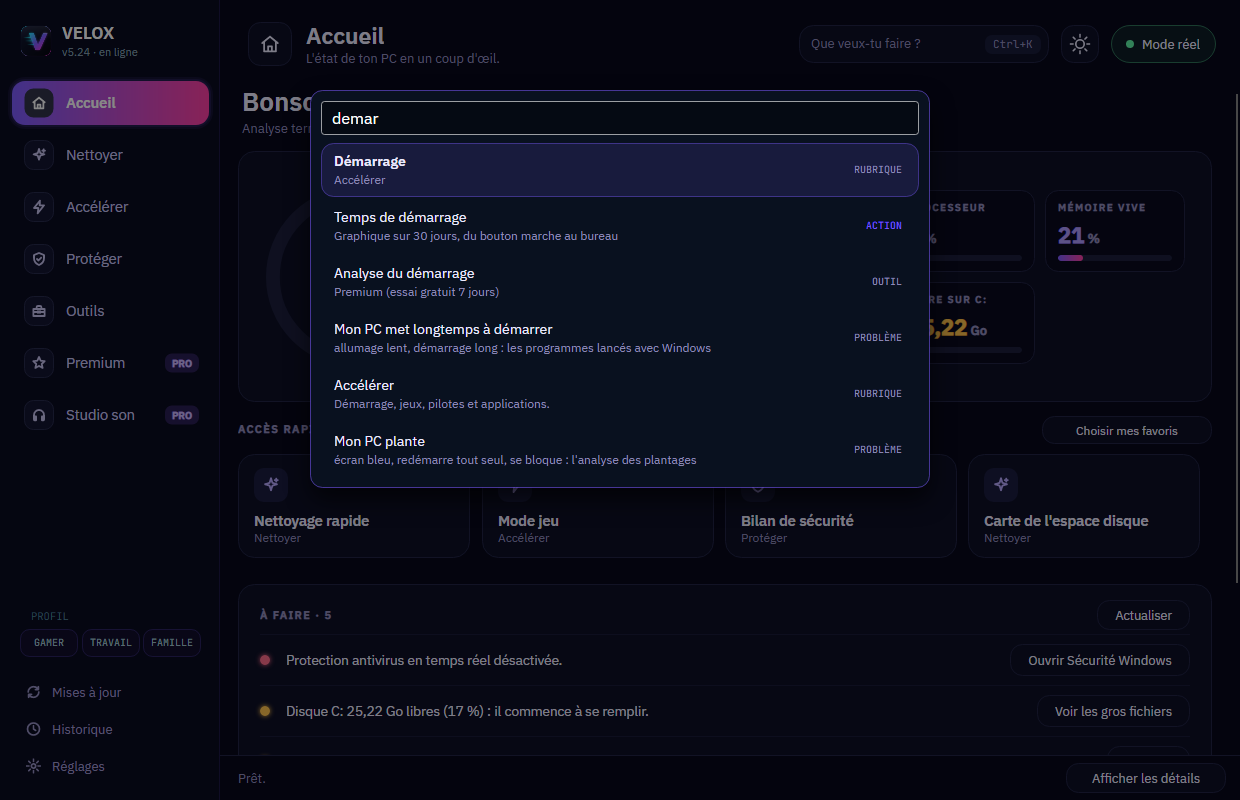 VELOX
v5.24 · en ligne
Accueil
Nettoyer
Accélérer
Protéger
Outils
Premium PRO
Studio son PRO
PROFIL
GAMER TRAVAIL FAMILLE
Mises à jour
Historique
Réglages
Accueil
L'état de ton PC en un coup d'œil.
Que veux-tu faire ? Ctrl+K
Mode réel
demar
Démarrage
Accélérer
RUBRIQUE
Temps de démarrage
Graphique sur 30 jours, du bouton marche au bureau
ACTION
Analyse du démarrage
Premium (essai gratuit 7 jours)
OUTIL
Mon PC met longtemps à démarrer
allumage lent, démarrage long : les programmes lancés avec Windows
PROBLÈME
Accélérer
Démarrage, jeux, pilotes et applications.
RUBRIQUE
Mon PC plante
écran bleu, redémarre tout seul, se bloque : l'analyse des plantages
PROBLÈME
MÉMOIRE VIVE
21 %
SUR C:
Go
Choisir mes favoris
Nettoyage rapide
Nettoyer
Mode jeu
Accélérer
Bilan de sécurité
Protéger
Carte de l'espace disque
Nettoyer
À FAIRE · 5
Actualiser
Protection antivirus en temps réel désactivée.
Ouvrir Sécurité Windows
Disque C: 25,22 Go libres (17 %) : il commence à se remplir.
Voir les gros fichiers
Prêt.
Afficher les détails